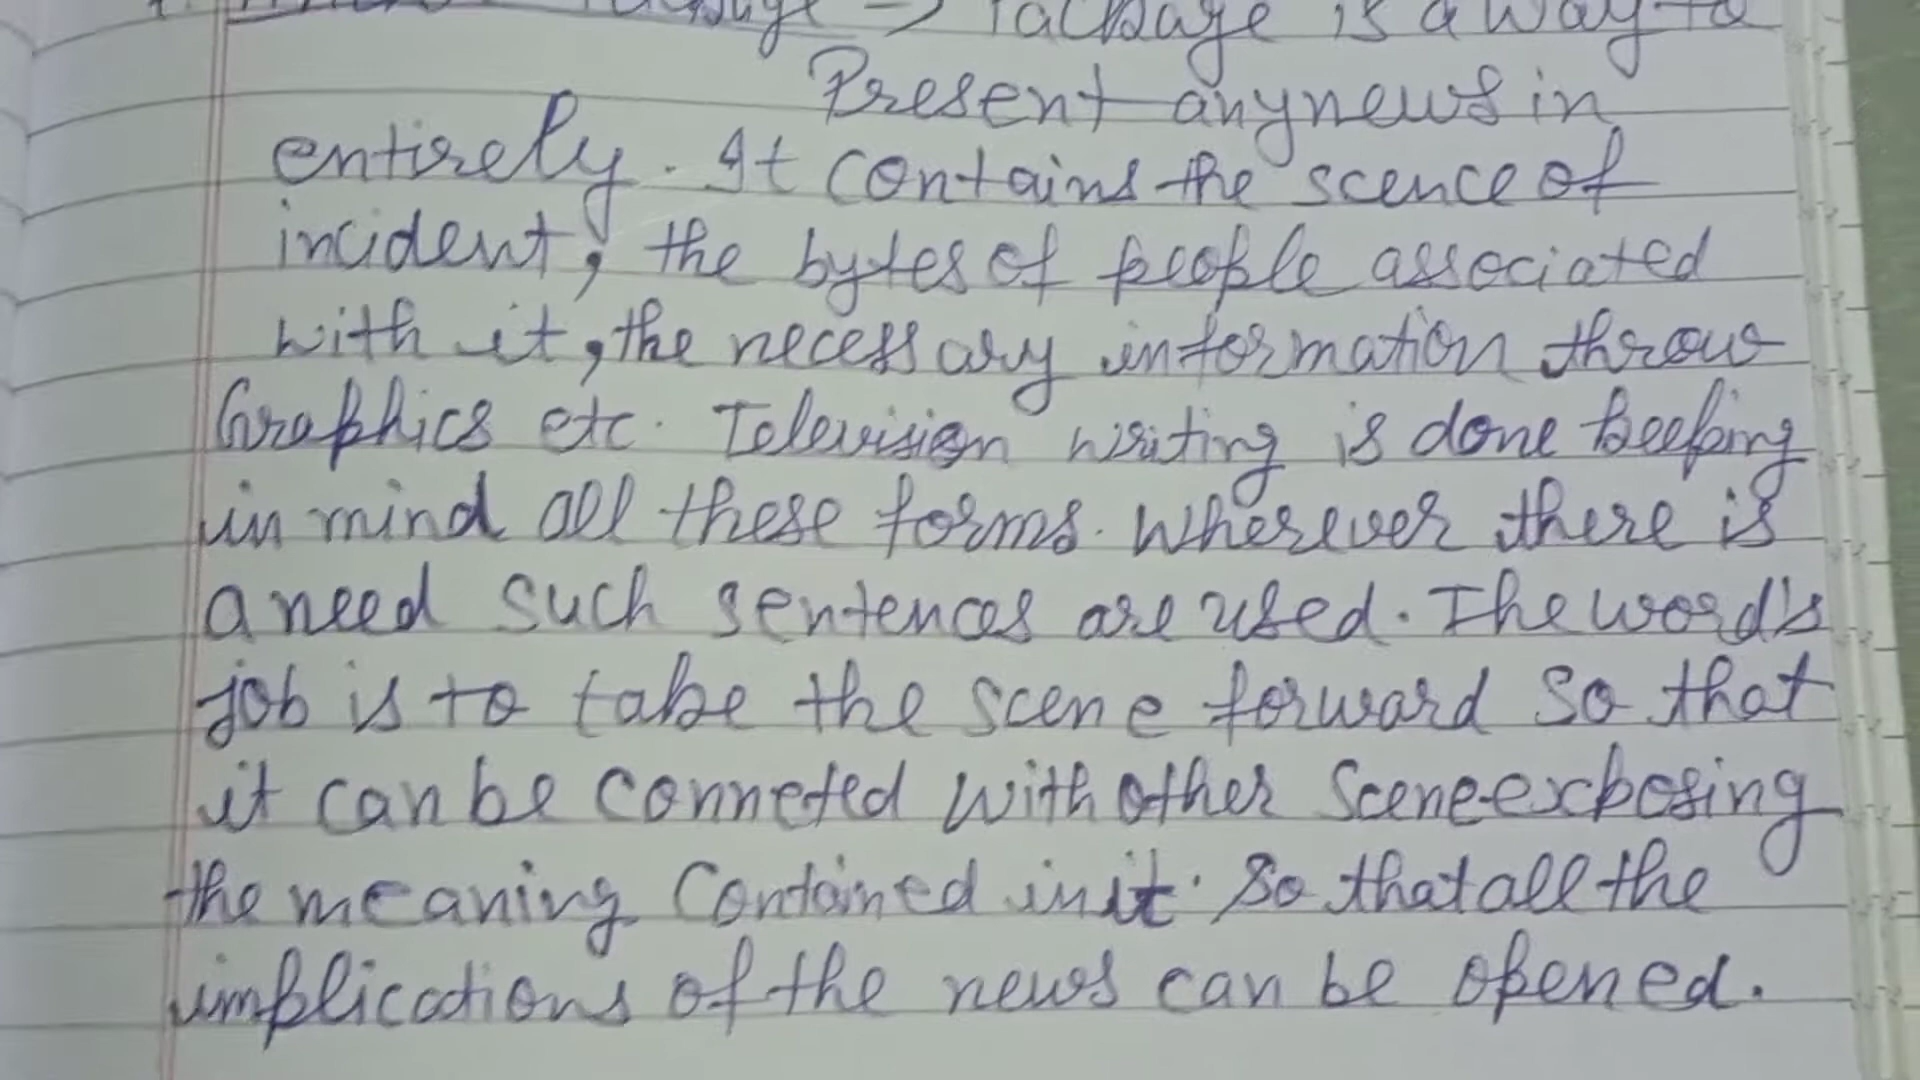 Package → Package is a way to
Present any news in
entirely. It contains the scence of
incident, the bytes of people associated
with it, the necessary information throw
Graphics etc. Television writing is done keeping
in mind all these forms. Wherever there is
a need such sentences are used. The word's
job is to take the scene forward so that
it can be conneted with other Scene exposing
the meaning Contained in it. So that all the
implications of the news can be opened.